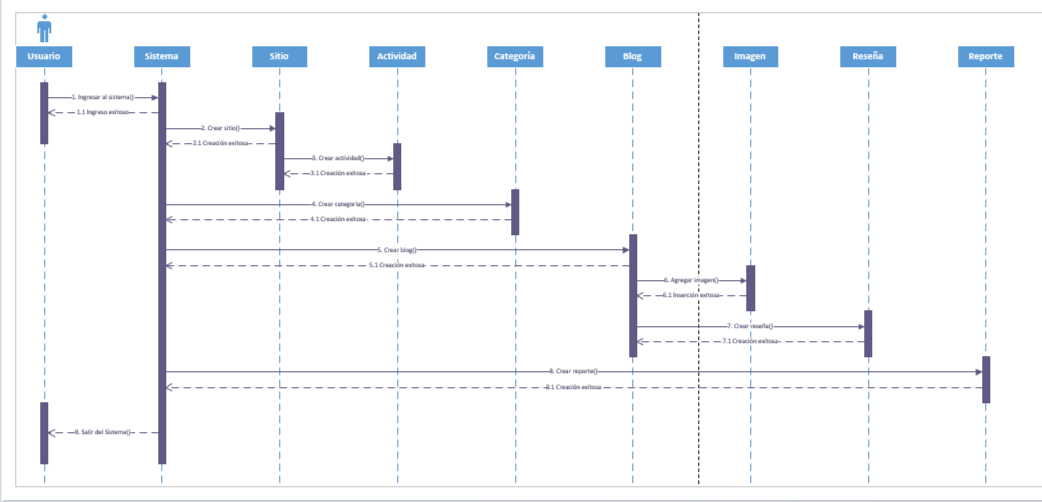 Usuario
Sistema
Sitio
Actividad
Categoría
Blog
Imagen
Reseña
Reporte
1. Ingresar al sistema()
1.1 Ingreso exitoso
2. Crear sitio()
2.1 Creación exitosa
3. Crear actividad()
3.1 Creación exitosa
4. Crear categoría()
4.1 Creación exitosa
5. Crear blog()
5.1 Creación exitosa
6. Agregar imagen()
6.1 Inserción exitosa
7. Crear reseña()
7.1 Creación exitosa
8. Crear reporte()
8.1 Creación exitosa
9. Salir del Sistema()